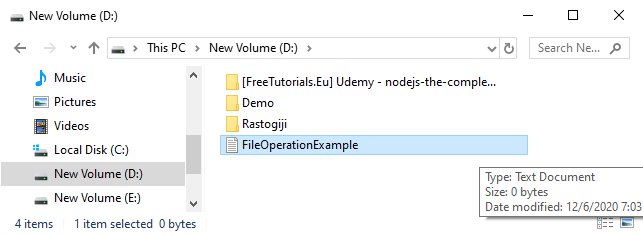 New Volume (D:)
This PC > New Volume (D:)
Search Ne...
Music
Pictures
Videos
Local Disk (C:)
New Volume (D:)
New Volume (E:)
[FreeTutorials.Eu] Udemy - nodejs-the-comple...
Demo
Rastogiji
FileOperationExample
Type: Text Document
Size: 0 bytes
Date modified: 12/6/2020 7:03
4 items 1 item selected 0 bytes